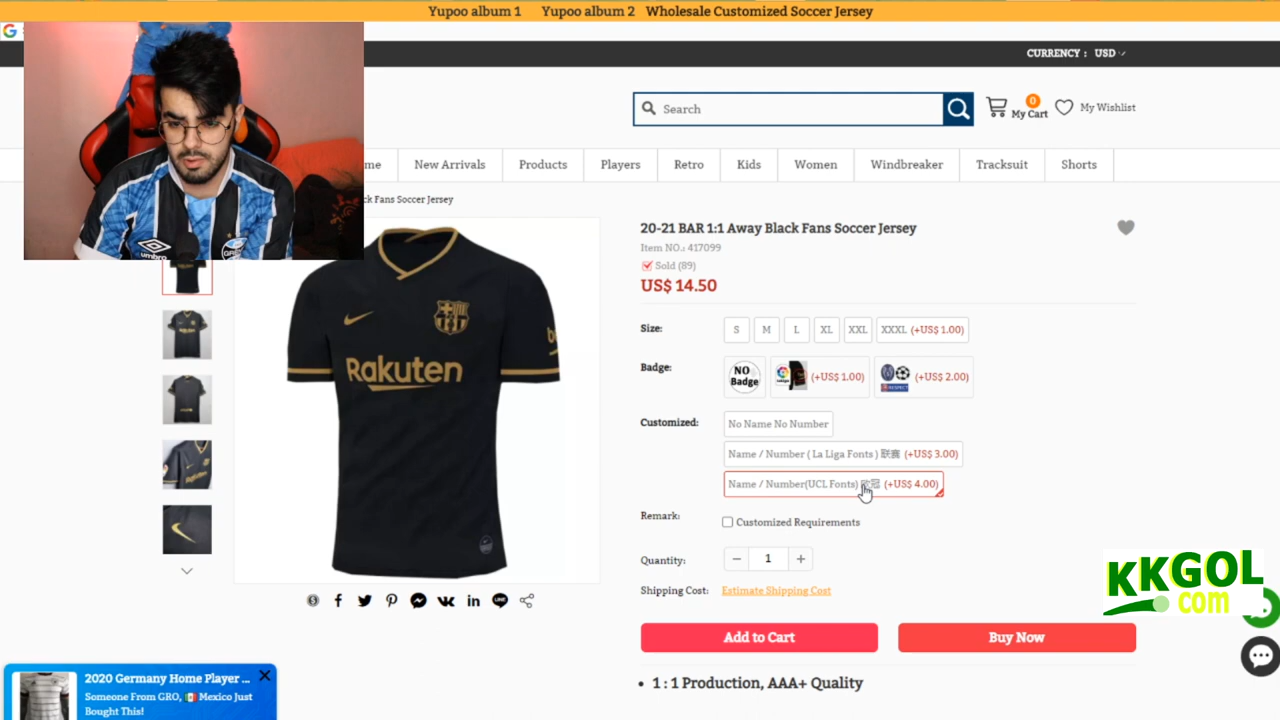 Yupoo album 1 Yupoo album 2 Wholesale Customized Soccer Jersey
CURRENCY : USD
Search
0
My Cart
My Wishlist
me New Arrivals Products Players Retro Kids Women Windbreaker Tracksuit Shorts
ck Fans Soccer Jersey
20-21 BAR 1:1 Away Black Fans Soccer Jersey
Item NO.: 417099
Sold (89)
US$ 14.50
Size: S M L XL XXL XXXL (+US$ 1.00)
Badge: NO Badge (+US$ 1.00) RESPECT (+US$ 2.00)
Customized: No Name No Number
Name / Number ( La Liga Fonts ) 联赛 (+US$ 3.00)
Name / Number(UCL Fonts) 欧冠 (+US$ 4.00)
Remark: Customized Requirements
Quantity: 1
Shipping Cost: Estimate Shipping Cost
Add to Cart Buy Now
• 1 : 1 Production, AAA+ Quality
Rakuten
umbro
KKGOL
com
2020 Germany Home Player ...
Someone From GRO, Mexico Just
Bought This!